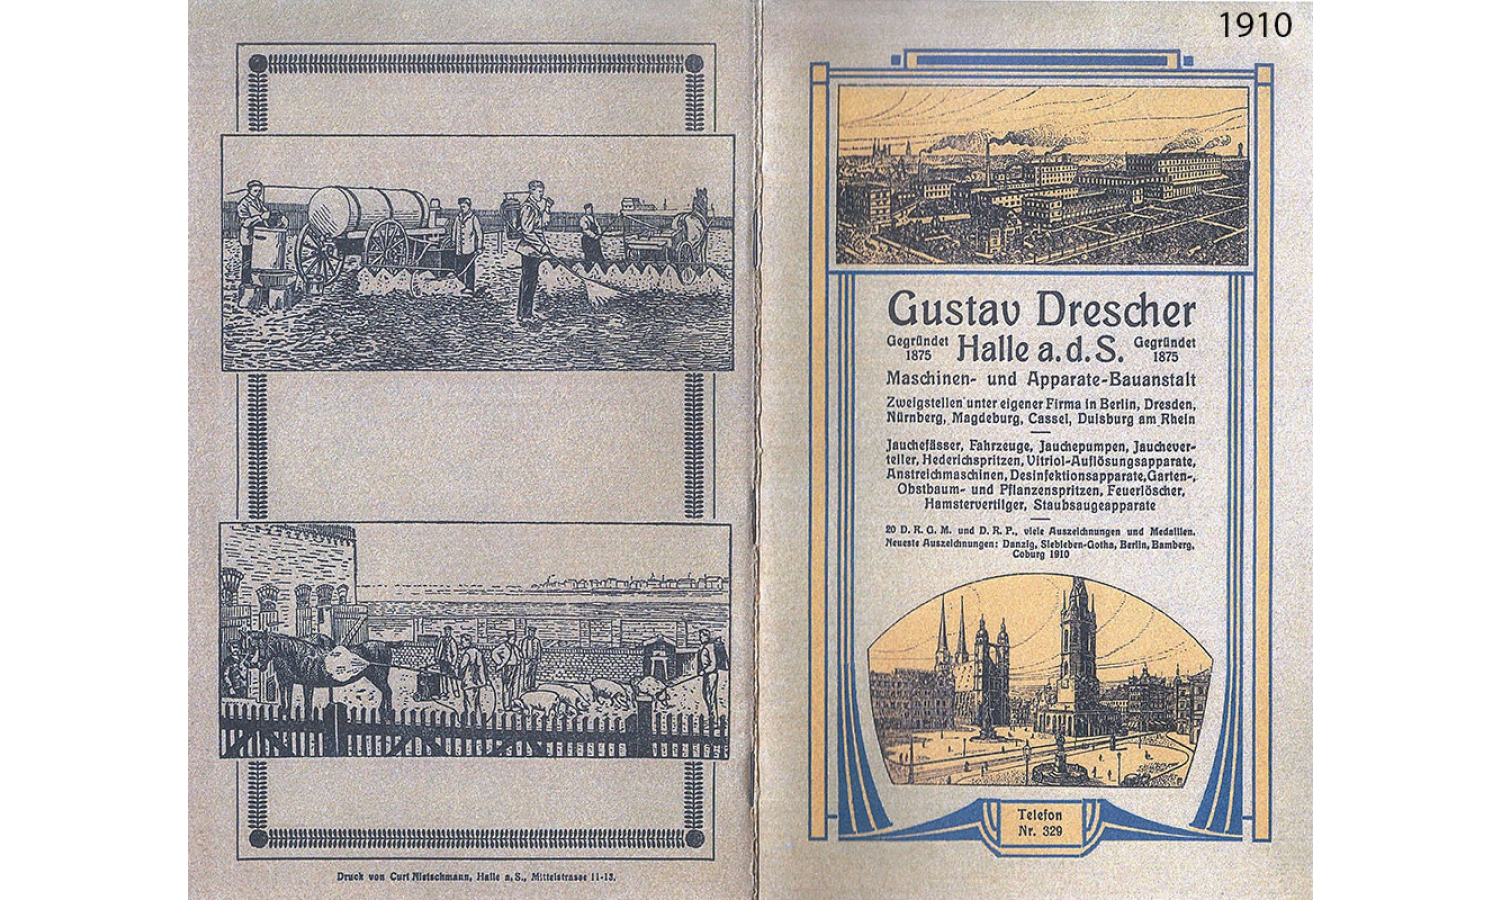 1910
Gustav Drescher
Gegründet 1875 Halle a.d.S. Gegründet 1875
Maschinen- und Apparate-Bauanstalt
Zweigstellen unter eigener Firma in Berlin, Dresden,
Nürnberg, Magdeburg, Cassel, Duisburg am Rhein
Jauchefässer, Fahrzeuge, Jauchepumpen, Jauchever-
teiler, Hederichspritzen, Vitriol-Auflösungsapparate,
Anstreichmaschinen, Desinfektionsapparate, Garten-,
Obstbaum- und Pflanzenspritzen, Feuerlöscher,
Hamstervertilger, Staubsaugeapparate
20 D. R. G. M. und D. R. P., viele Auszeichnungen und Medaillen.
Neueste Auszeichnungen: Danzig, Siebleben-Gotha, Berlin, Bamberg,
Coburg 1910
Telefon
Nr. 329
Druck von Curt Nietschmann, Halle a. S., Mittelstrasse 11-13.